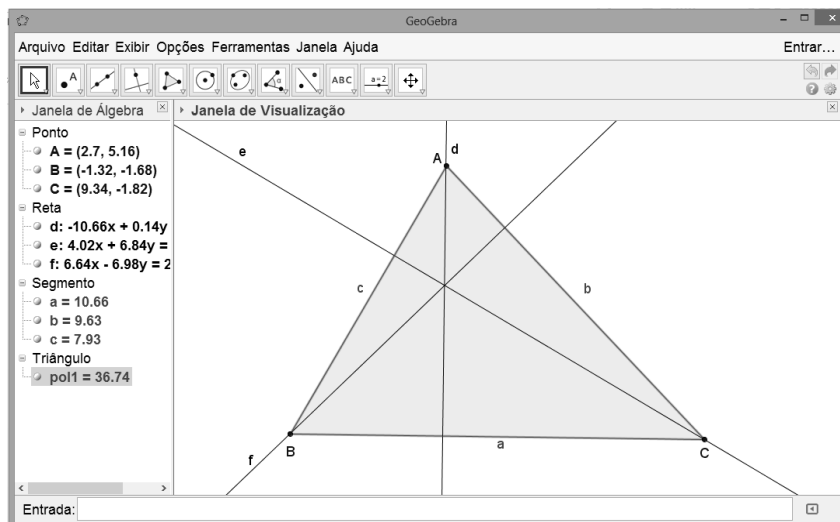 GeoGebra
Arquivo Editar Exibir Opções Ferramentas Janela Ajuda
Entrar...
A
α
ABC
a=2
Janela de Álgebra
Ponto
A = (2.7, 5.16)
B = (-1.32, -1.68)
C = (9.34, -1.82)
Reta
d: -10.66x + 0.14y
e: 4.02x + 6.84y =
f: 6.64x - 6.98y = 2
Segmento
a = 10.66
b = 9.63
c = 7.93
Triângulo
pol1 = 36.74
Janela de Visualização
e
A
d
c
b
f
B
a
C
Entrada: